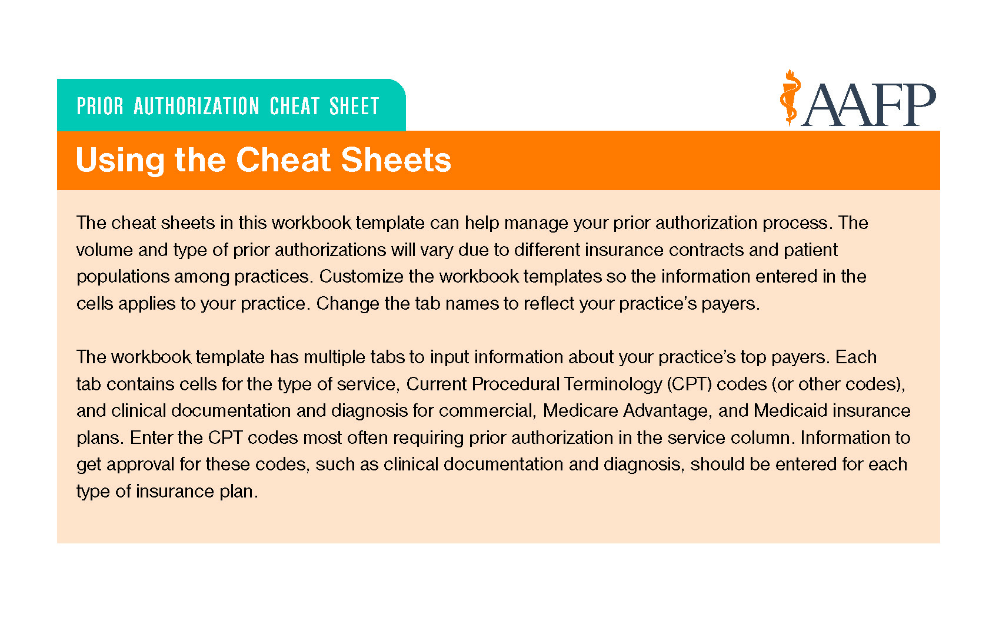 PRIOR AUTHORIZATION CHEAT SHEET
AAFP
Using the Cheat Sheets
The cheat sheets in this workbook template can help manage your prior authorization process. The
volume and type of prior authorizations will vary due to different insurance contracts and patient
populations among practices. Customize the workbook templates so the information entered in the
cells applies to your practice. Change the tab names to reflect your practice’s payers.
The workbook template has multiple tabs to input information about your practice’s top payers. Each
tab contains cells for the type of service, Current Procedural Terminology (CPT) codes (or other codes),
and clinical documentation and diagnosis for commercial, Medicare Advantage, and Medicaid insurance
plans. Enter the CPT codes most often requiring prior authorization in the service column. Information to
get approval for these codes, such as clinical documentation and diagnosis, should be entered for each
type of insurance plan.